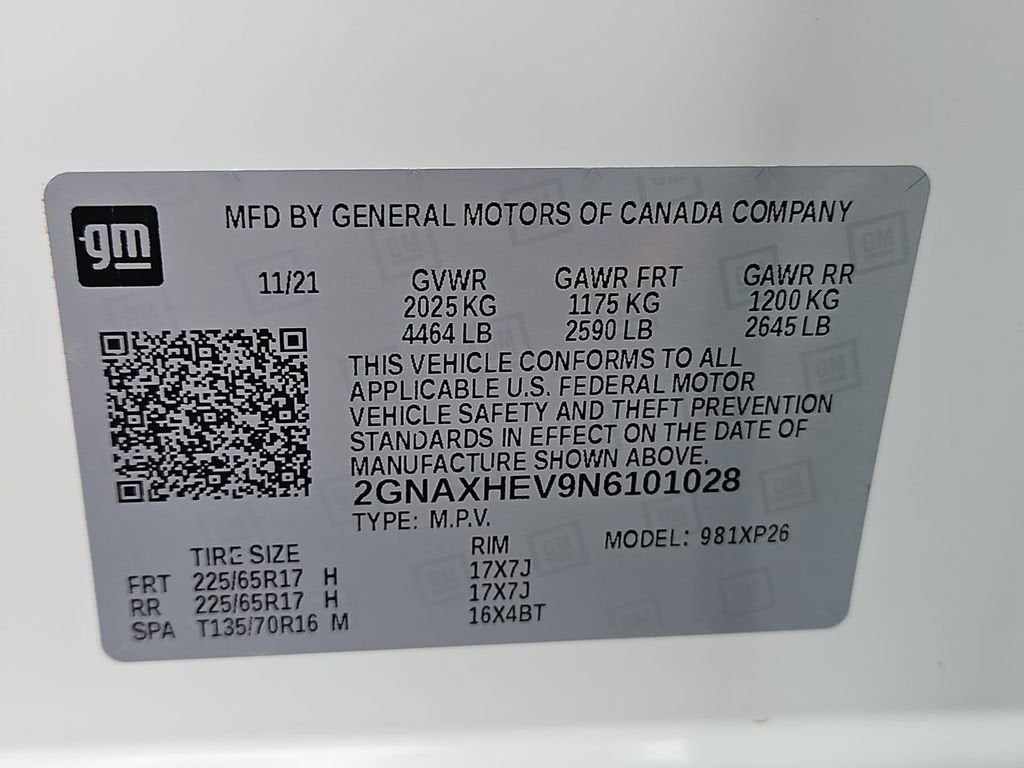 gm
MFD BY GENERAL MOTORS OF CANADA COMPANY
11/21 GVWR GAWR FRT GAWR RR
2025 KG 1175 KG 1200 KG
4464 LB 2590 LB 2645 LB
THIS VEHICLE CONFORMS TO ALL
APPLICABLE U.S. FEDERAL MOTOR
VEHICLE SAFETY AND THEFT PREVENTION
STANDARDS IN EFFECT ON THE DATE OF
MANUFACTURE SHOWN ABOVE.
2GNAXHEV9N6101028
TYPE: M.P.V. MODEL: 981XP26
TIRE SIZE RIM
FRT 225/65R17 H 17X7J
RR 225/65R17 H 17X7J
SPA T135/70R16 M 16X4BT